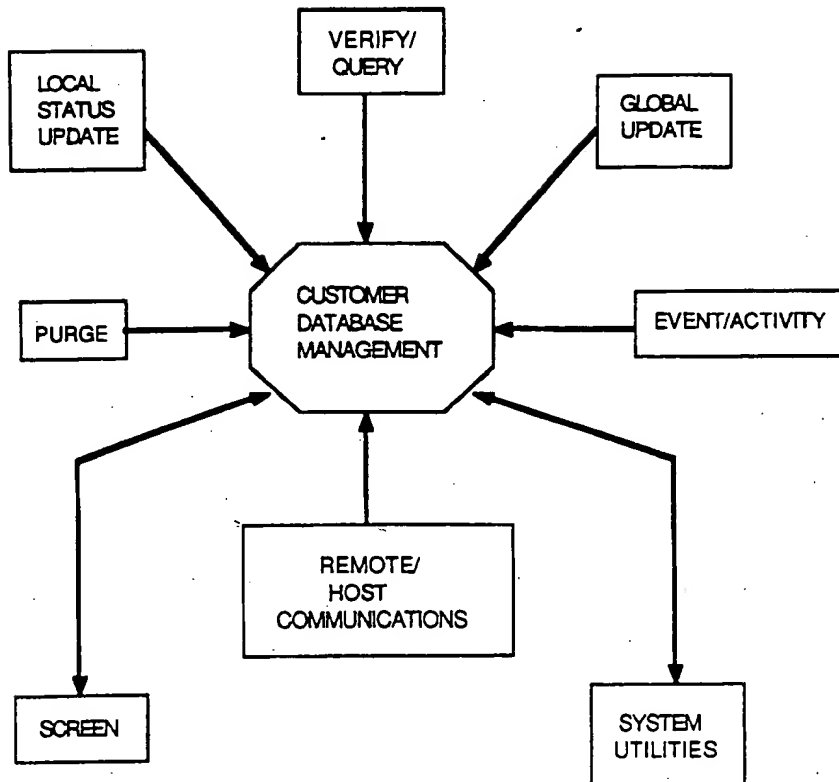 VERIFY/
QUERY
LOCAL
STATUS
UPDATE
GLOBAL
UPDATE
CUSTOMER
DATABASE
MANAGEMENT
PURGE
EVENT/ACTIVITY
REMOTE/
HOST
COMMUNICATIONS
SCREEN
SYSTEM
UTILITIES